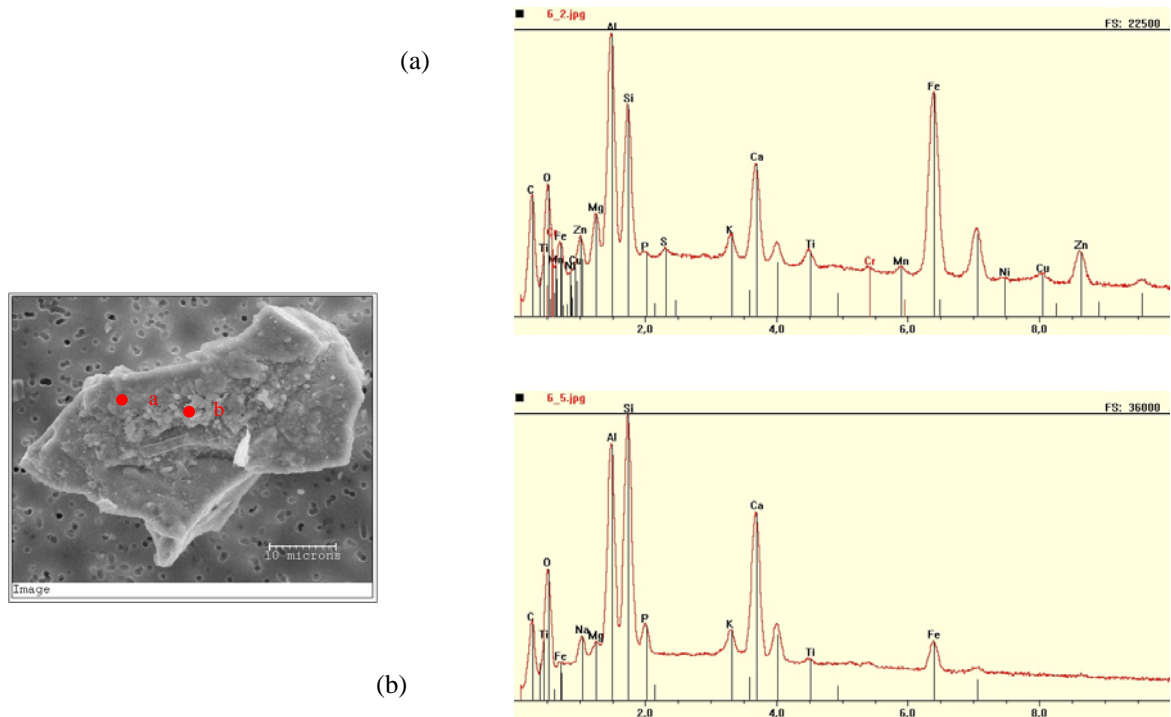 (a)
6_2.jpg
FS: 22500
Al
Si
Fe
Ca
C
O
Mg
Zn
Ti
Fe
Mn
Ni
Cu
P
S
K
Ti
Cr
Mn
Ni
Cu
Zn
2,0
4,0
6,0
8,0
a
b
10 microns
Image
(b)
6_5.jpg
FS: 36000
Si
Al
Ca
O
C
Ti
Fe
Na
Mg
P
K
Ti
Fe
2,0
4,0
6,0
8,0